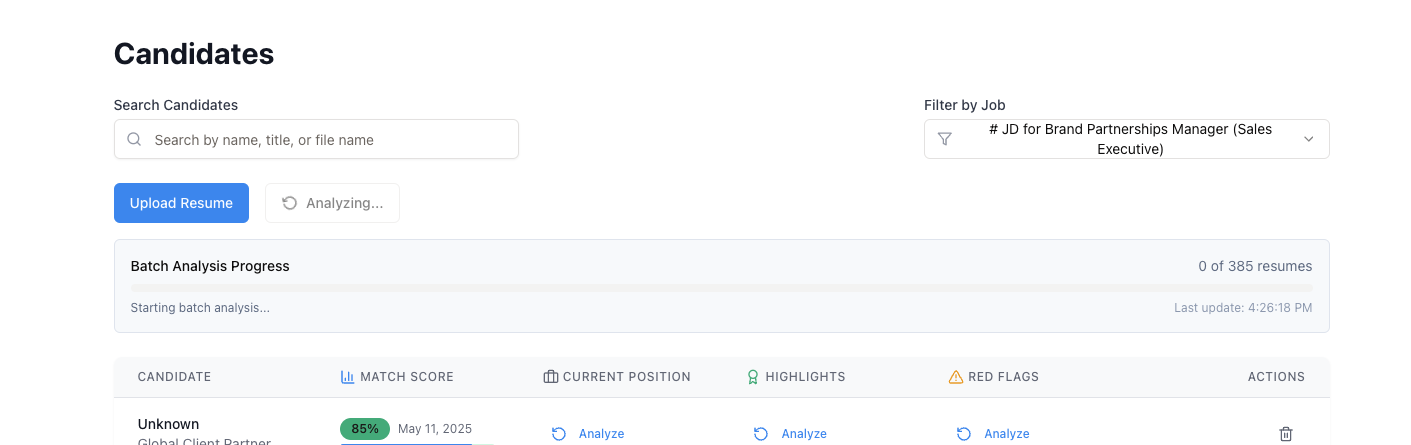 Candidates
Search Candidates
Filter by Job
Search by name, title, or file name
# JD for Brand Partnerships Manager (Sales
Executive)
Upload Resume
Analyzing...
Batch Analysis Progress
0 of 385 resumes
Starting batch analysis...
Last update: 4:26:18 PM
CANDIDATE
MATCH SCORE
CURRENT POSITION
HIGHLIGHTS
RED FLAGS
ACTIONS
Unknown
85%
May 11, 2025
Analyze
Analyze
Analyze
Global Client Partner